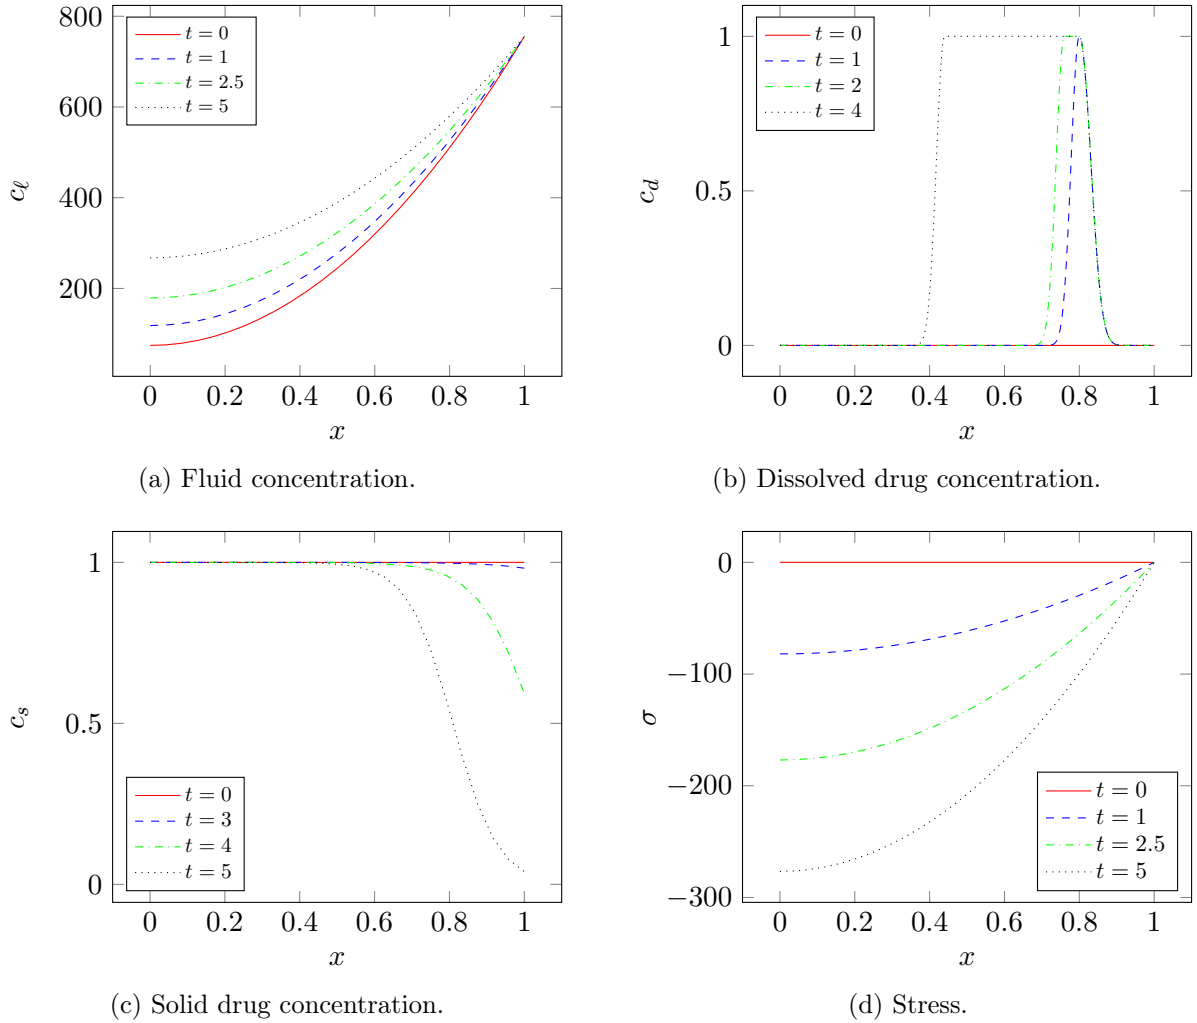 800
600
400
200
0 0.2 0.4 0.6 0.8 1
x
c_ℓ
t = 0
t = 1
t = 2.5
t = 5
(a) Fluid concentration.
1
0.5
0
0 0.2 0.4 0.6 0.8 1
x
c_d
t = 0
t = 1
t = 2
t = 4
(b) Dissolved drug concentration.
1
0.5
0
0 0.2 0.4 0.6 0.8 1
x
c_s
t = 0
t = 3
t = 4
t = 5
(c) Solid drug concentration.
0
−100
−200
−300
0 0.2 0.4 0.6 0.8 1
x
σ
t = 0
t = 1
t = 2.5
t = 5
(d) Stress.